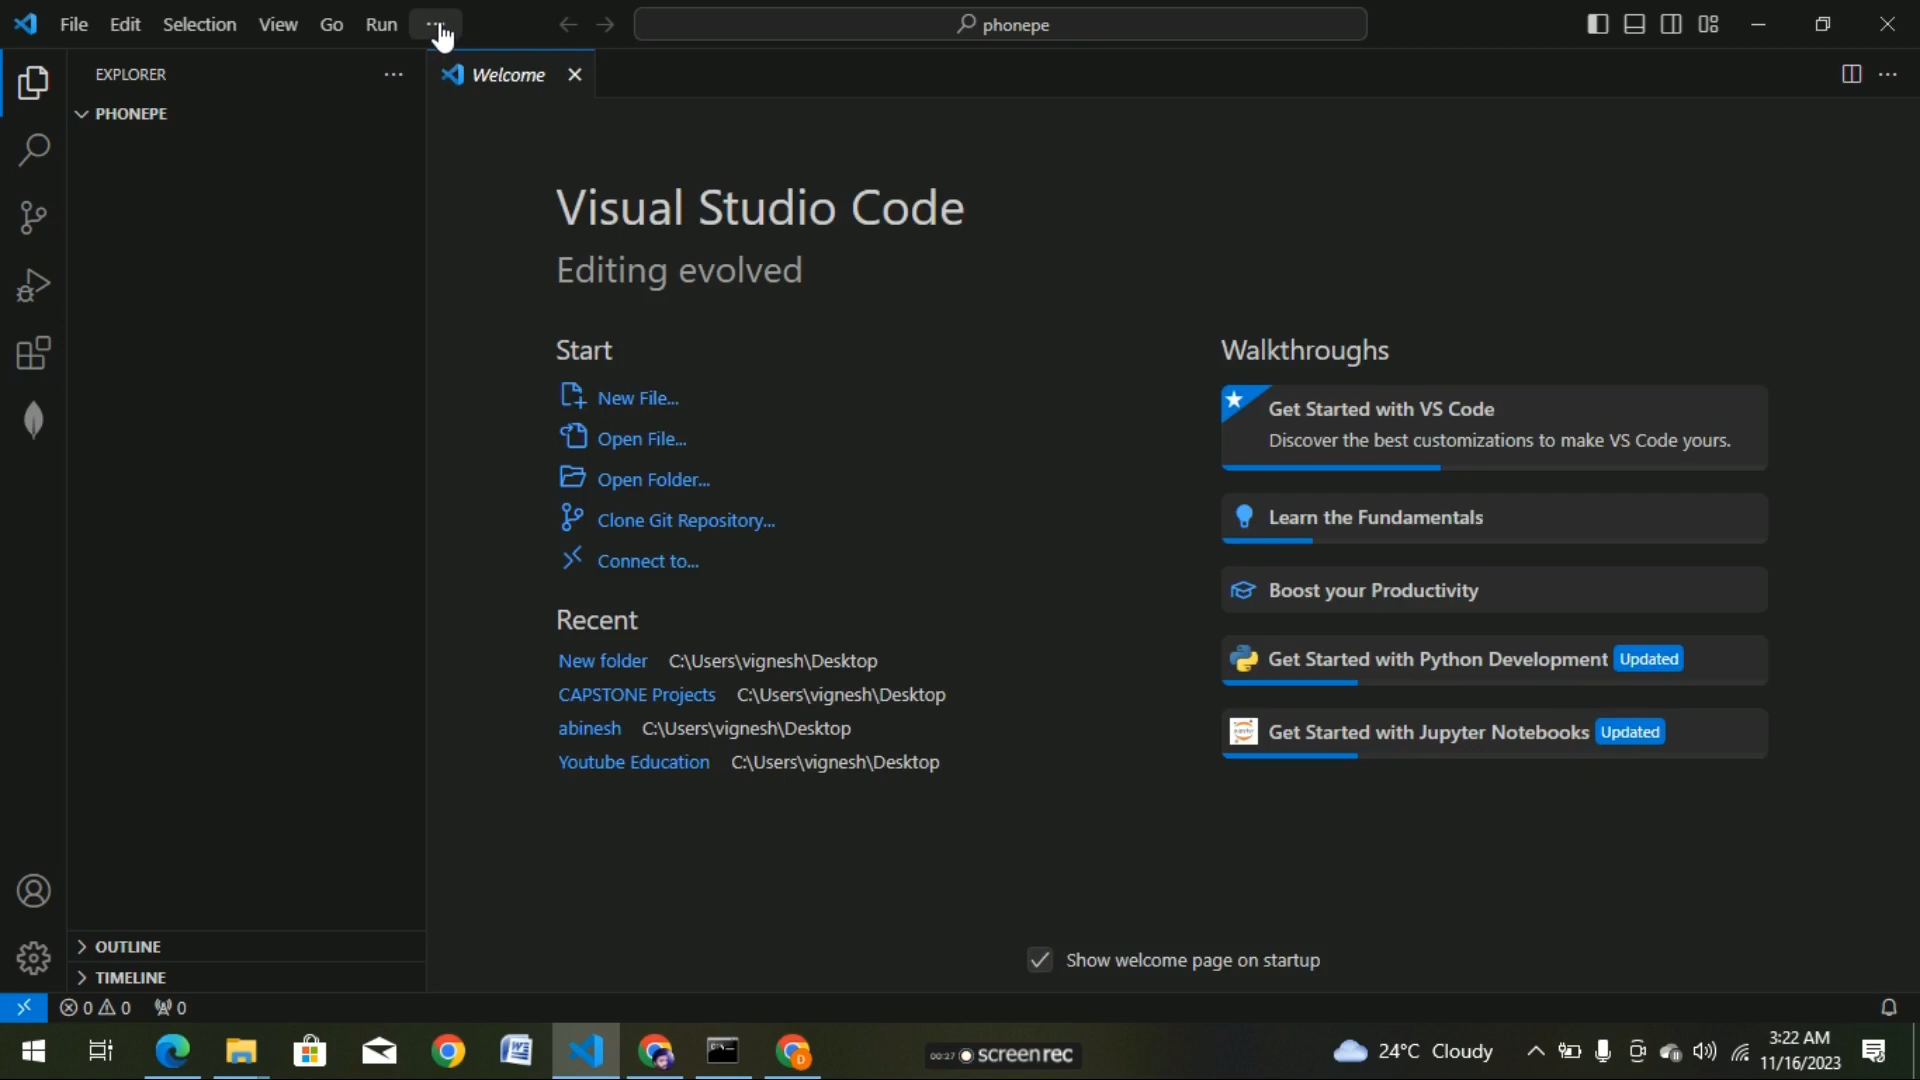 File Edit Selection View Go Run ... phonepe
EXPLORER ...
Welcome
PHONEPE
Visual Studio Code
Editing evolved
Start
New File...
Open File...
Open Folder...
Clone Git Repository...
Connect to...
Recent
New folder C:\Users\vignesh\Desktop
CAPSTONE Projects C:\Users\vignesh\Desktop
abinesh C:\Users\vignesh\Desktop
Youtube Education C:\Users\vignesh\Desktop
Walkthroughs
Get Started with VS Code
Discover the best customizations to make VS Code yours.
Learn the Fundamentals
Boost your Productivity
Get Started with Python Development Updated
Get Started with Jupyter Notebooks Updated
Show welcome page on startup
OUTLINE
TIMELINE
0 0 0
00:27 screenrec
24°C Cloudy
3:22 AM
11/16/2023